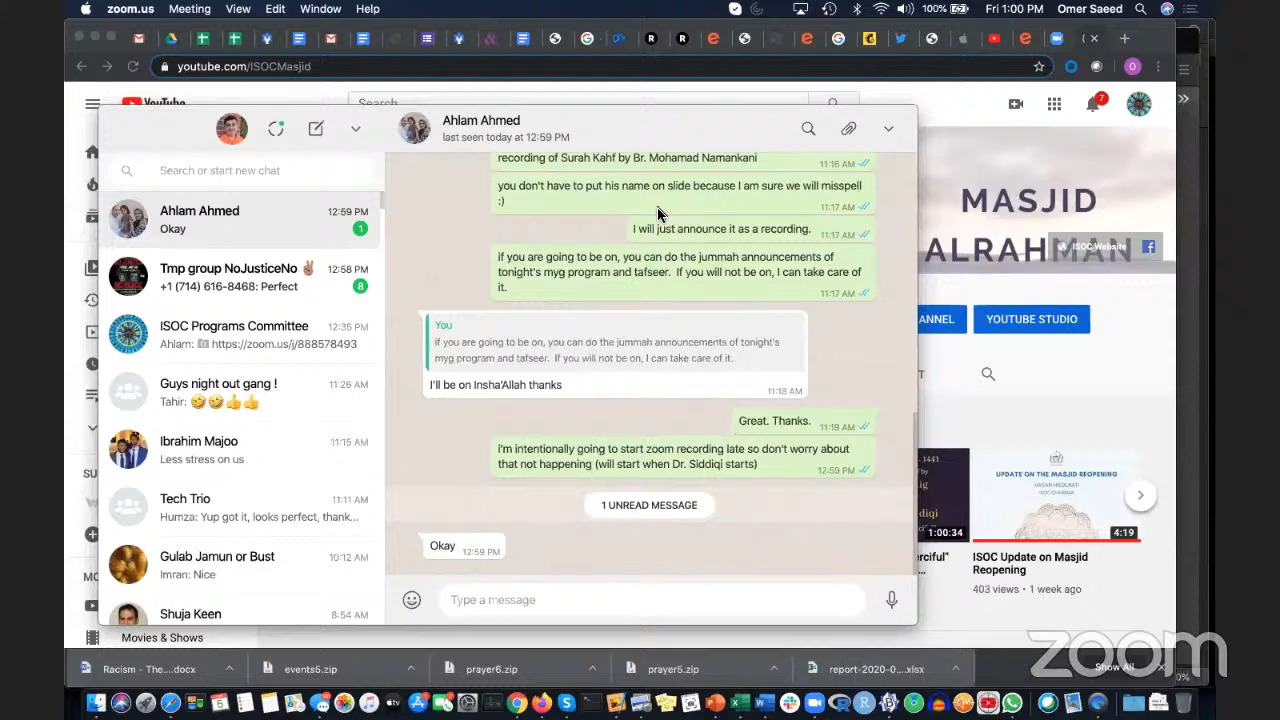 zoom.us Meeting View Edit Window Help
100% Fri 1:00 PM Omer Saeed
youtube.com/ISOCMasjid
YouTube
Search
7
Ahlam Ahmed
last seen today at 12:59 PM
Search or start new chat
Ahlam Ahmed 12:59 PM
Okay 1
Tmp group NoJusticeNo ✌🏽 12:58 PM
+1 (714) 616-8468: Perfect 8
ISOC Programs Committee 12:35 PM
Ahlam: 📷 https://zoom.us/j/888578493
Guys night out gang ! 11:26 AM
Tahir: 🤣🤣👍👍
Ibrahim Majoo 11:15 AM
Less stress on us
Tech Trio 11:11 AM
Humza: Yup got it, looks perfect, thank...
Gulab Jamun or Bust 10:12 AM
Imran: Nice
Shuja Keen 8:54 AM
recording of Surah Kahf by Br. Mohamad Namankani
11:16 AM
you don't have to put his name on slide because I am sure we will misspell
:) 11:17 AM
I will just announce it as a recording. 11:17 AM
if you are going to be on, you can do the jummah announcements of
tonight's myg program and tafseer. If you will not be on, I can take care of
it. 11:17 AM
You
if you are going to be on, you can do the jummah announcements of tonight's
myg program and tafseer. If you will not be on, I can take care of it.
I'll be on Insha'Allah thanks 11:18 AM
Great. Thanks. 11:19 AM
I'm intentionally going to start zoom recording late so don't worry about
that not happening (will start when Dr. Siddiqi starts) 12:59 PM
1 UNREAD MESSAGE
Okay 12:59 PM
Type a message
MASJID
ALRAHMAN
ISOC Website
ANNEL
YOUTUBE STUDIO
1441
1:00:34
UPDATE ON THE MASJID REOPENING
4:19
ISOC Update on Masjid
Reopening
403 views • 1 week ago
Movies & Shows
Racism - The....docx
events5.zip
prayer6.zip
prayer5.zip
report-2020-0....xlsx
Show All
zoom